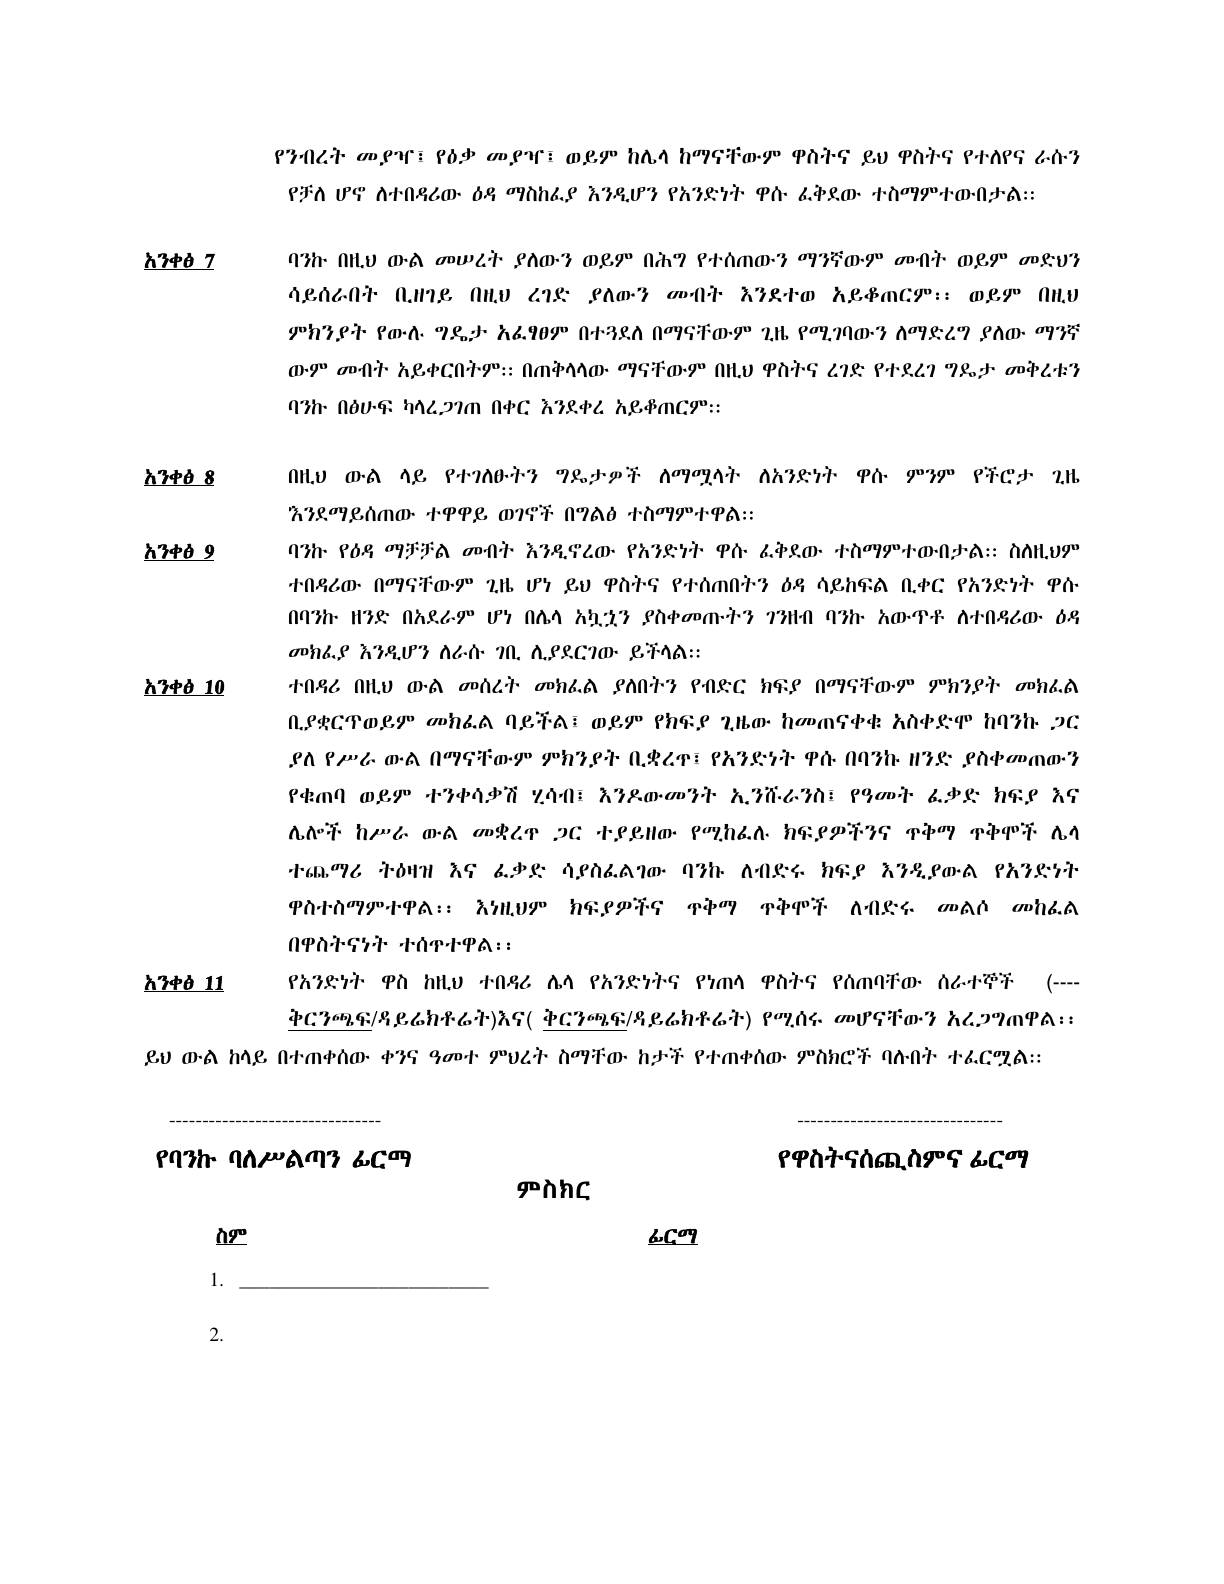 የንብረት መያዣ፤ የዕቃ መያዣ፤ ወይም ከሌላ ከማናቸውም ዋስትና ይህ ዋስትና የተለየና ራሱን
የቻለ ሆኖ ለተበዳሪው ዕዳ ማስከፈያ እንዲሆን የአንድነት ዋሱ ፈቅደው ተስማምተውበታል፡፡
አንቀፅ 7 ባንኩ በዚህ ውል መሠረት ያለውን ወይም በሕግ የተሰጠውን ማንኛውም መብት ወይም መድህን
ሳይሰራበት ቢዘገይ በዚህ ረገድ ያለውን መብት እንደተወ አይቆጠርም፡፡ ወይም በዚህ
ምክንያት የውሉ ግዴታ አፈፃፀም በተጓደለ በማናቸውም ጊዜ የሚገባውን ለማድረግ ያለው ማንኛ
ውም መብት አይቀርበትም፡፡ በጠቅላላው ማናቸውም በዚህ ዋስትና ረገድ የተደረገ ግዴታ መቅረቱን
ባንኩ በፅሁፍ ካላረጋገጠ በቀር እንደቀረ አይቆጠርም፡፡
አንቀፅ 8 በዚህ ውል ላይ የተገለፁትን ግዴታዎች ለማሟላት ለአንድነት ዋሱ ምንም የችሮታ ጊዜ
እንደማይሰጠው ተዋዋይ ወገኖች በግልፅ ተስማምተዋል፡፡
አንቀፅ 9 ባንኩ የዕዳ ማቻቻል መብት እንዲኖረው የአንድነት ዋሱ ፈቅደው ተስማምተውበታል፡፡ ስለዚህም
ተበዳሪው በማናቸውም ጊዜ ሆነ ይህ ዋስትና የተሰጠበትን ዕዳ ሳይከፍል ቢቀር የአንድነት ዋሱ
በባንኩ ዘንድ በአደራም ሆነ በሌላ አኳኋን ያስቀመጡትን ገንዘብ ባንኩ አውጥቶ ለተበዳሪው ዕዳ
መክፈያ እንዲሆን ለራሱ ገቢ ሊያደርገው ይችላል፡፡
አንቀፅ 10 ተበዳሪ በዚህ ውል መሰረት መክፈል ያለበትን የብድር ክፍያ በማናቸውም ምክንያት መክፈል
ቢያቋርጥወይም መክፈል ባይችል፤ ወይም የክፍያ ጊዜው ከመጠናቀቁ አስቀድሞ ከባንኩ ጋር
ያለ የሥራ ውል በማናቸውም ምክንያት ቢቋረጥ፤ የአንድነት ዋሱ በባንኩ ዘንድ ያስቀመጠውን
የቁጠባ ወይም ተንቀሳቃሽ ሂሳብ፤ እንዶውመንት ኢንሹራንስ፤ የዓመት ፈቃድ ክፍያ እና
ሌሎች ከሥራ ውል መቋረጥ ጋር ተያይዘው የሚከፈሉ ክፍያዎችንና ጥቅማ ጥቅሞች ሌላ
ተጨማሪ ትዕዛዝ እና ፈቃድ ሳያስፈልገው ባንኩ ለብድሩ ክፍያ እንዲያውል የአንድነት
ዋስተስማምተዋል፡፡ እነዚህም ክፍያዎችና ጥቅማ ጥቅሞች ለብድሩ መልሶ መከፈል
በዋስትናነት ተሰጥተዋል፡፡
አንቀፅ 11 የአንድነት ዋስ ከዚህ ተበዳሪ ሌላ የአንድነትና የነጠላ ዋስትና የሰጠባቸው ሰራተኞች (----
ቅርንጫፍ/ዳይሬክቶሬት)እና( ቅርንጫፍ/ዳይሬክቶሬት) የሚሰሩ መሆናቸውን አረጋግጠዋል፡፡
ይህ ውል ከላይ በተጠቀሰው ቀንና ዓመተ ምህረት ስማቸው ከታች የተጠቀሰው ምስክሮች ባሉበት ተፈርሟል፡፡
-------------------------------- -------------------------------
የባንኩ ባለሥልጣን ፊርማ የዋስትናሰጪስምና ፊርማ
ምስክር
ስም ፊርማ
1. _________________________
2.